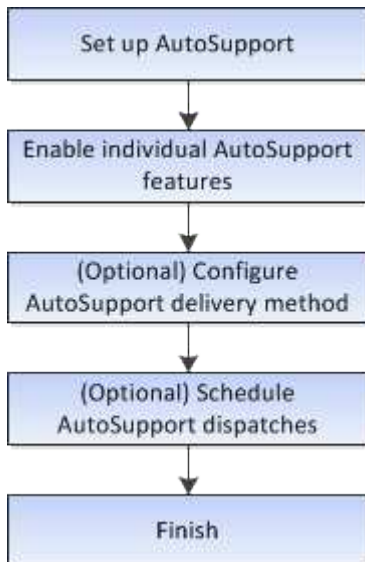 Set up AutoSupport
Enable individual AutoSupport
features
(Optional) Configure
AutoSupport delivery method
(Optional) Schedule
AutoSupport dispatches
Finish